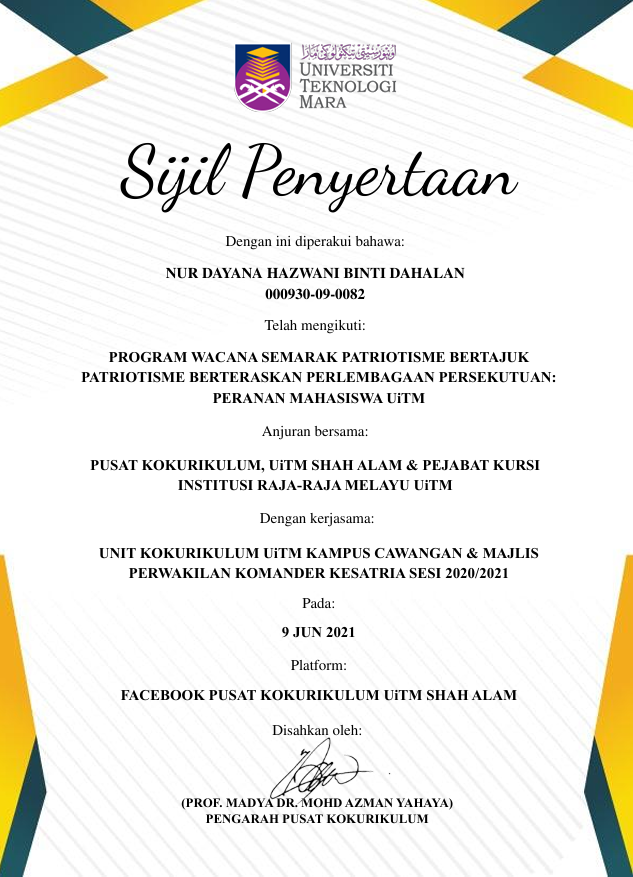 اونيۏرسيتي تيكنولوݢي مارا
UNIVERSITI
TEKNOLOGI
MARA
Sijil Penyertaan
Dengan ini diperakui bahawa:
NUR DAYANA HAZWANI BINTI DAHALAN
000930-09-0082
Telah mengikuti:
PROGRAM WACANA SEMARAK PATRIOTISME BERTAJUK
PATRIOTISME BERTERASKAN PERLEMBAGAAN PERSEKUTUAN:
PERANAN MAHASISWA UiTM
Anjuran bersama:
PUSAT KOKURIKULUM, UiTM SHAH ALAM & PEJABAT KURSI
INSTITUSI RAJA-RAJA MELAYU UiTM
Dengan kerjasama:
UNIT KOKURIKULUM UiTM KAMPUS CAWANGAN & MAJLIS
PERWAKILAN KOMANDER KESATRIA SESI 2020/2021
Pada:
9 JUN 2021
Platform:
FACEBOOK PUSAT KOKURIKULUM UiTM SHAH ALAM
Disahkan oleh:
(PROF. MADYA DR. MOHD AZMAN YAHAYA)
PENGARAH PUSAT KOKURIKULUM